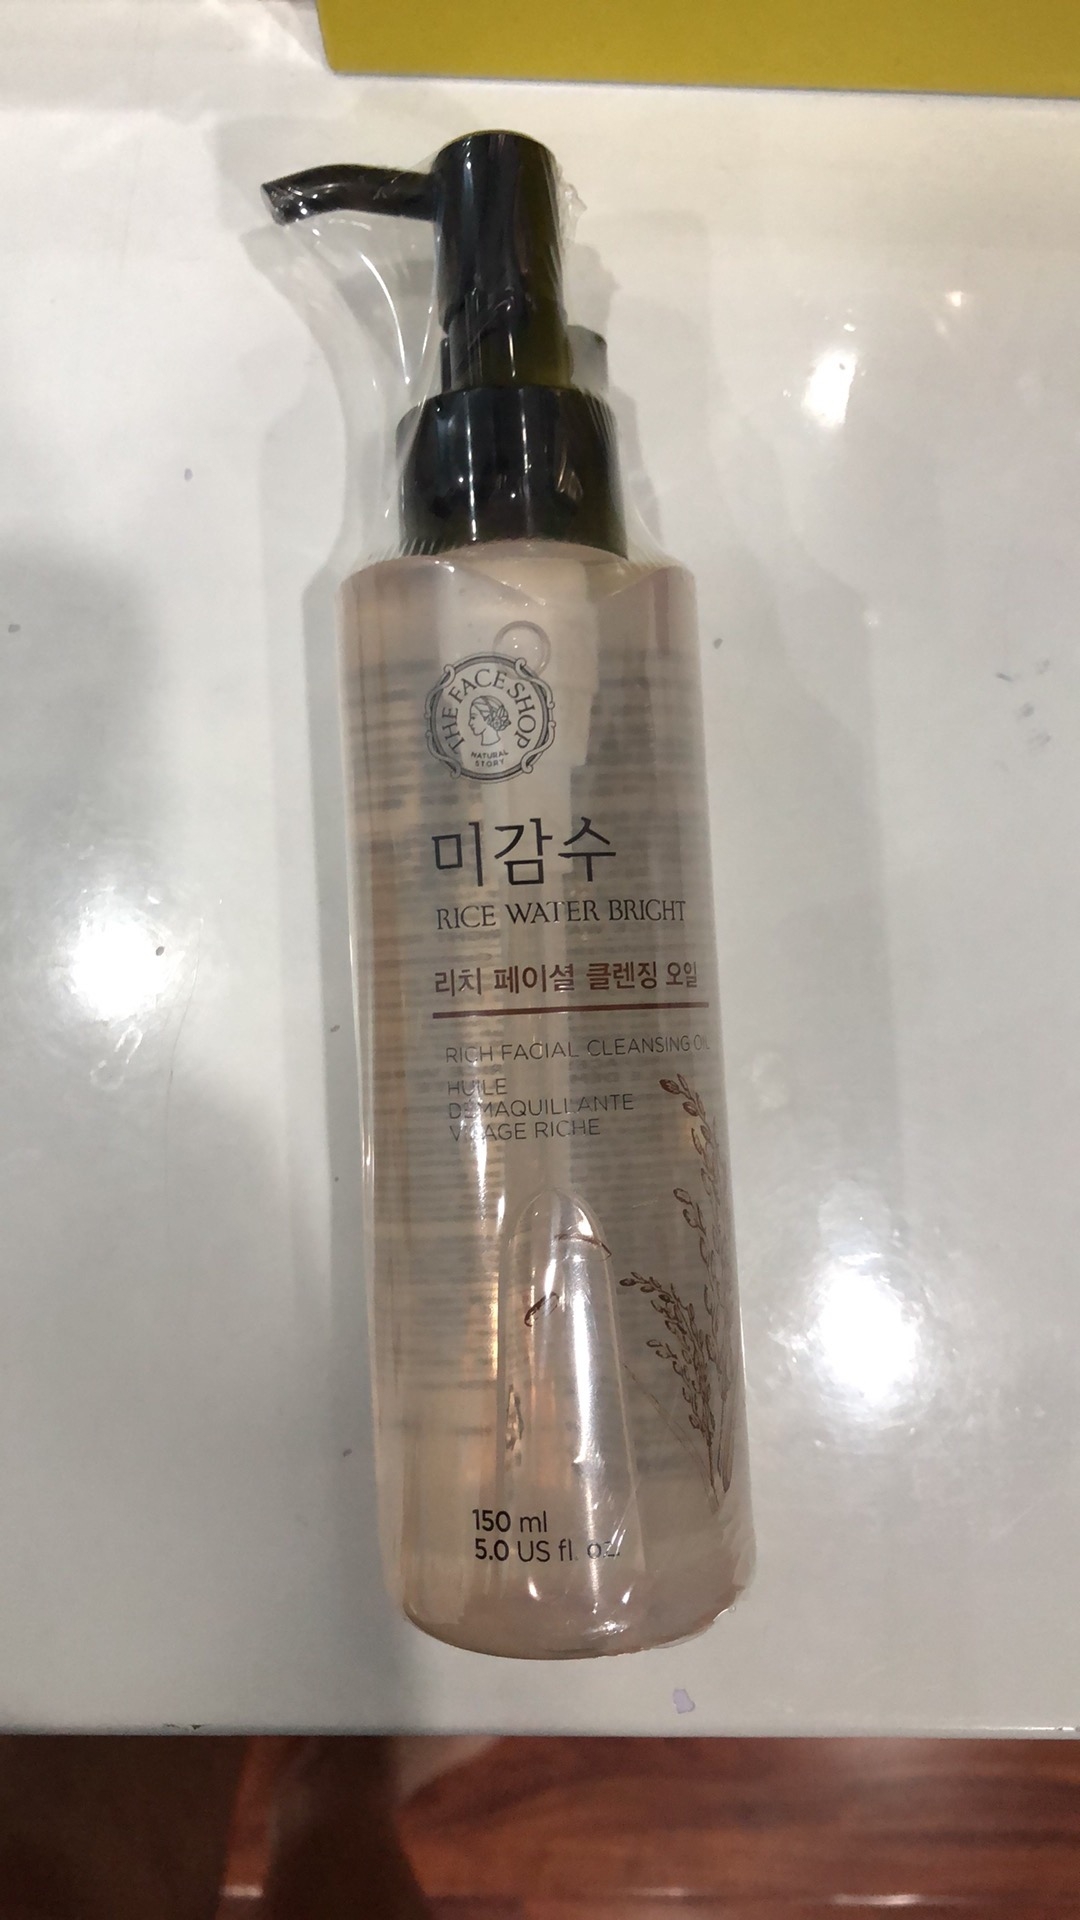 THE FACE SHOP
NATURAL
STORY
미감수
RICE WATER BRIGHT
리치 페이셜 클렌징 오일
RICH FACIAL CLEANSING OIL
HUILE
DÉMAQUILLANTE
VISAGE RICHE
150 ml
5.0 US fl. oz.